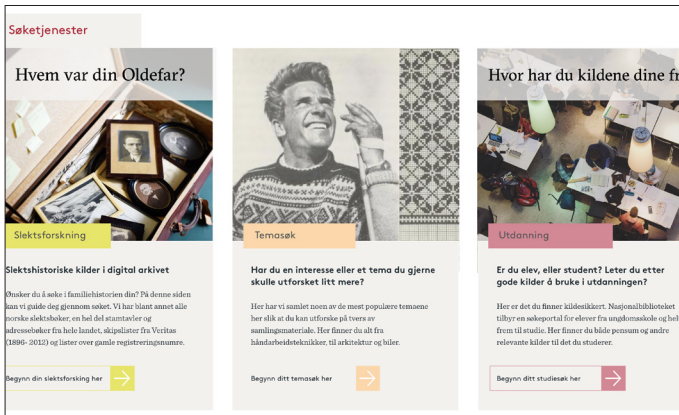 Søketjenester
Hvem var din Oldefar?
Slektsforskning
Slektshistoriske kilder i digital arkivet
Ønsker du å søke i familiehistorien din? På denne siden
kan vi guide deg gjennom søket. Vi har blant annet alle
norske slektsbøker, en hel del stamtavler og
adressebøker fra hele landet, skipslister fra Veritas
(1896- 2012) og lister over gamle registreringsnumre.
Begynn din slektsforsking her
Temasøk
Har du en interesse eller et tema du gjerne
skulle utforsket litt mere?
Her har vi samlet noen av de mest populære temaene
her slik at du kan utforske på tvers av
samlingsmateriale. Her finner du alt fra
håndarbeidsteknikker, til arkitektur og biler.
Begynn ditt temasøk her
Hvor har du kildene dine fr
Utdanning
Er du elev, eller student? Leter du etter
gode kilder å bruke i utdanningen?
Her er det du finner kildesikkert. Nasjonalbiblioteket
tilbyr en søkeportal for elever fra ungdomsskole og hel
frem til studie. Her finner du både pensum og andre
relevante kilder til det du studerer.
Begynn ditt studiesøk her